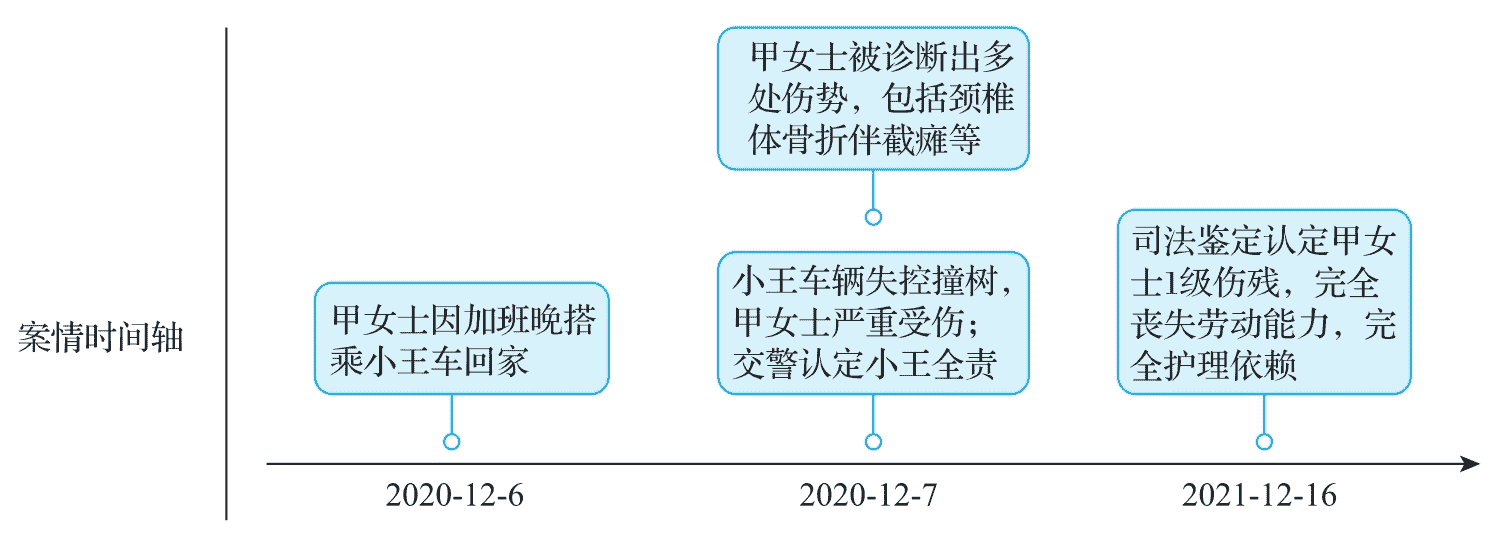 案情时间轴
甲女士因加班晚搭
乘小王车回家
2020-12-6
甲女士被诊断出多
处伤势，包括颈椎
体骨折伴截瘫等
小王车辆失控撞树，
甲女士严重受伤；
交警认定小王全责
2020-12-7
司法鉴定认定甲女
士1级伤残，完全
丧失劳动能力，完
全护理依赖
2021-12-16